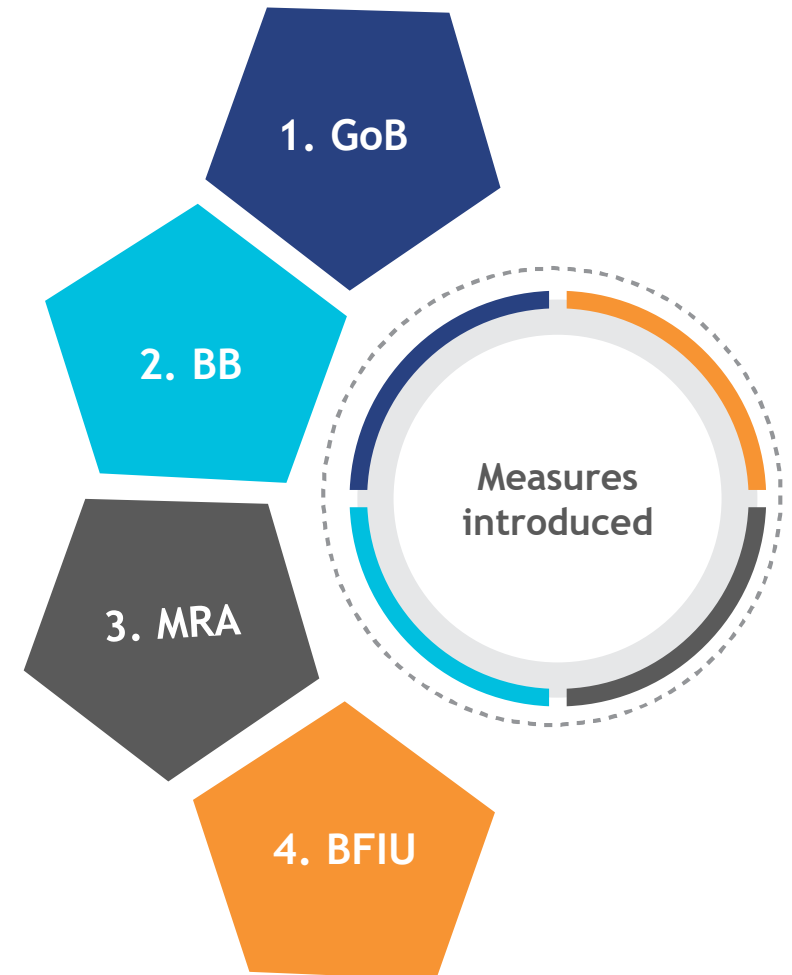 1. GoB
2. BB
Measures
introduced
3. MRA
4. BFIU